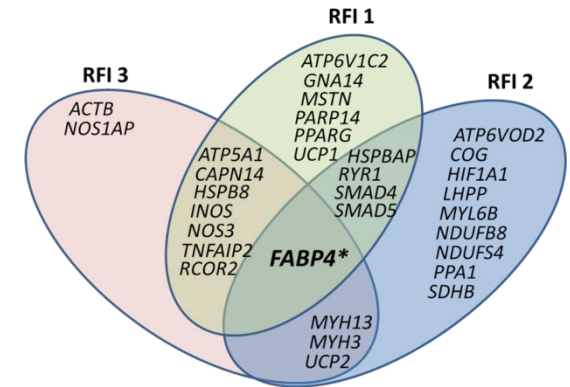 RFI 1
RFI 3
RFI 2
ACTB
NOS1AP
ATP6V1C2
GNA14
MSTN
PARP14
PPARG
UCP1
HSPBAP
RYR1
SMAD4
SMAD5
ATP5A1
CAPN14
HSPB8
INOS
NOS3
TNFAIP2
RCOR2
ATP6VOD2
COG
HIF1A1
LHPP
MYL6B
NDUFB8
NDUFS4
PPA1
SDHB
FABP4*
MYH13
MYH3
UCP2